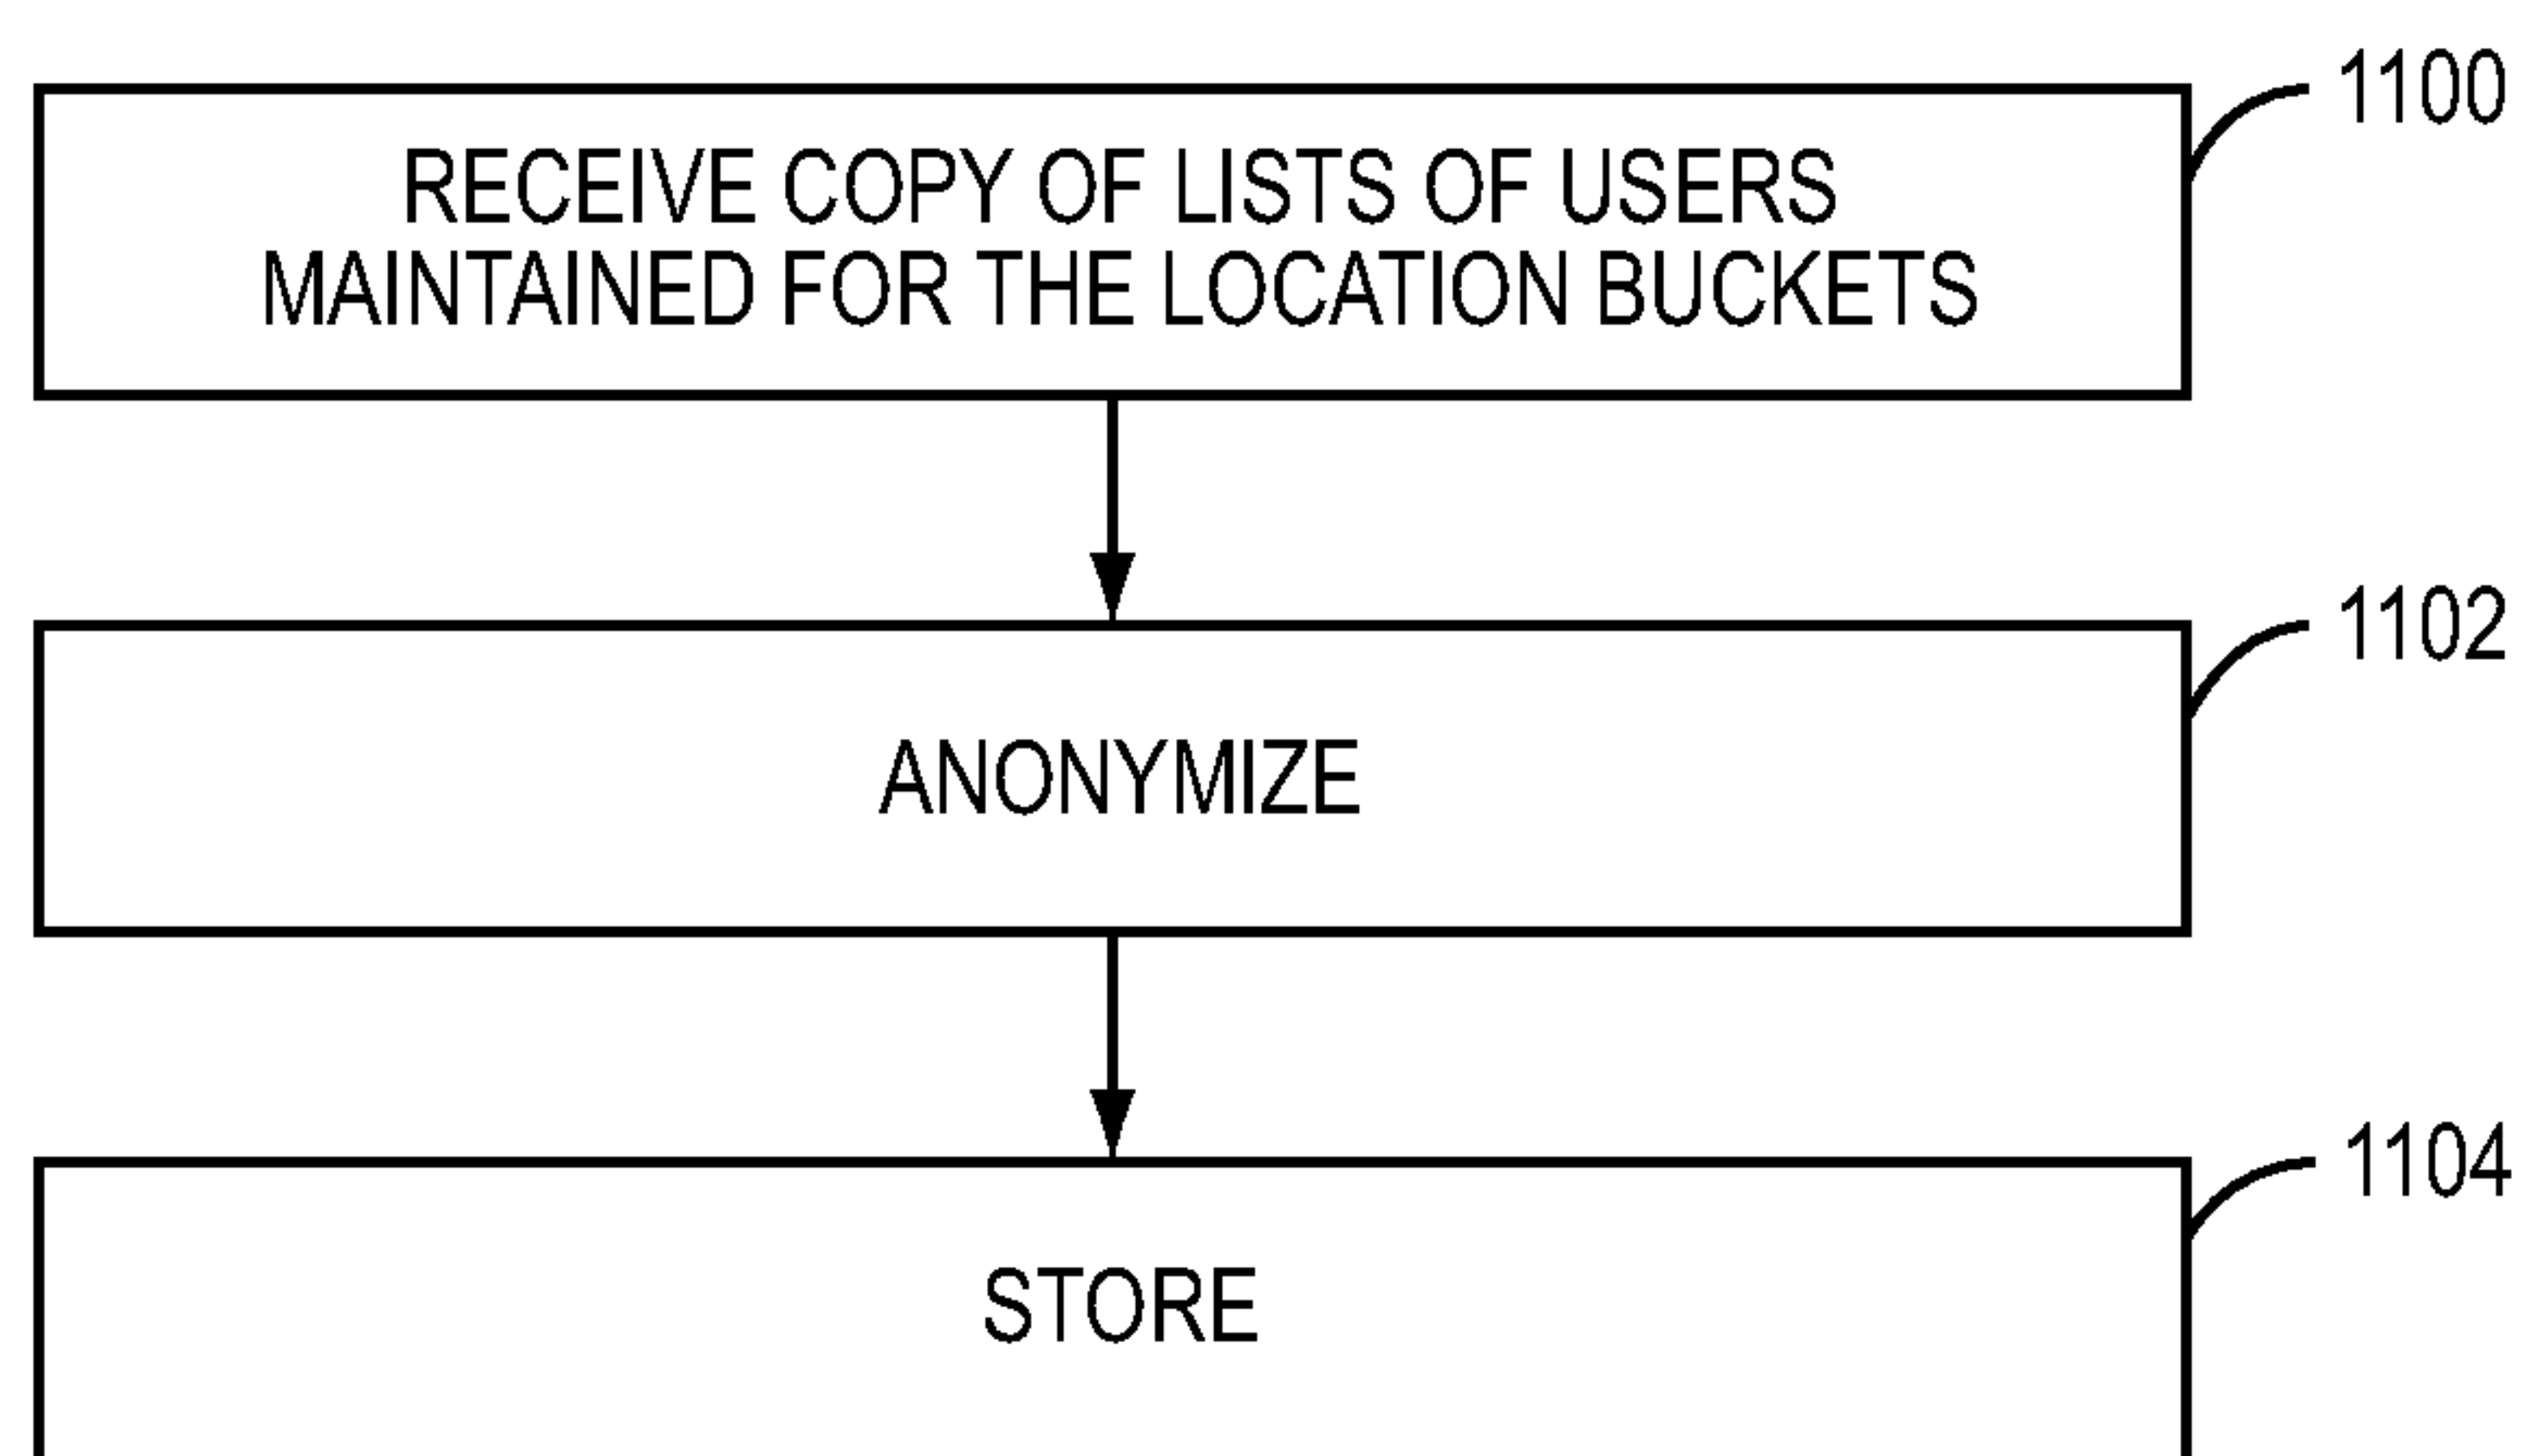 1100
RECEIVE COPY OF LISTS OF USERS
MAINTAINED FOR THE LOCATION BUCKETS
1102
ANONYMIZE
1104
STORE